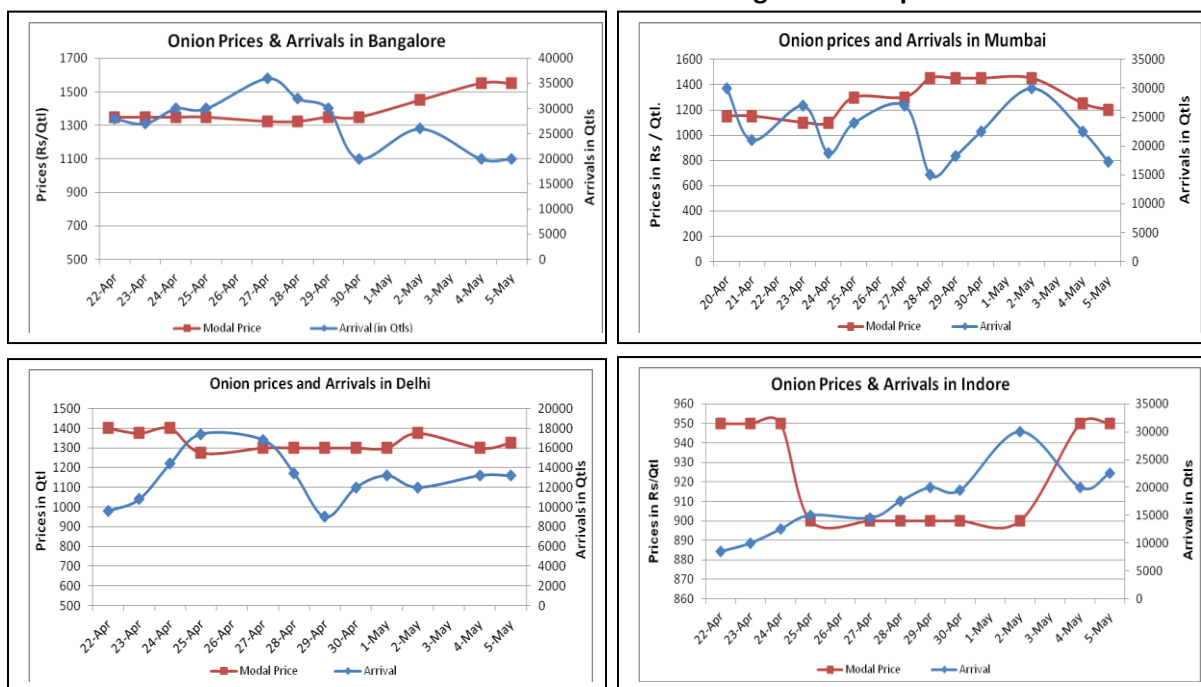 Onion Prices & Arrivals in Bangalore
Prices (Rs/Qtl)
1700
1500
1300
1100
900
700
500
40000
35000
30000
25000
20000
15000
10000
5000
0
Arrivals in Qtls
22-Apr
23-Apr
24-Apr
25-Apr
26-Apr
27-Apr
28-Apr
29-Apr
30-Apr
1-May
2-May
3-May
4-May
5-May
Modal Price
Arrival (in Qtls)
Onion prices and Arrivals in Mumbai
Prices in Rs / Qtl.
1600
1400
1200
1000
800
600
400
200
0
35000
30000
25000
20000
15000
10000
5000
0
Arrivals in Qtls
20-Apr
21-Apr
22-Apr
23-Apr
24-Apr
25-Apr
26-Apr
27-Apr
28-Apr
29-Apr
30-Apr
1-May
2-May
3-May
4-May
5-May
Modal Price
Arrival
Onion prices and Arrivals in Delhi
Prices in Qtl
1500
1400
1300
1200
1100
1000
900
800
700
600
500
20000
18000
16000
14000
12000
10000
8000
6000
4000
2000
0
Arrivals in Qtls
22-Apr
23-Apr
24-Apr
25-Apr
26-Apr
27-Apr
28-Apr
29-Apr
30-Apr
1-May
2-May
3-May
4-May
5-May
Modal Price
Arrival
Onion Prices & Arrivals in Indore
Prices in Rs/Qtl
960
950
940
930
920
910
900
890
880
870
860
35000
30000
25000
20000
15000
10000
5000
0
Arrivals in Qtls
22-Apr
23-Apr
24-Apr
25-Apr
26-Apr
27-Apr
28-Apr
29-Apr
30-Apr
1-May
2-May
3-May
4-May
5-May
Modal Price
Arrival